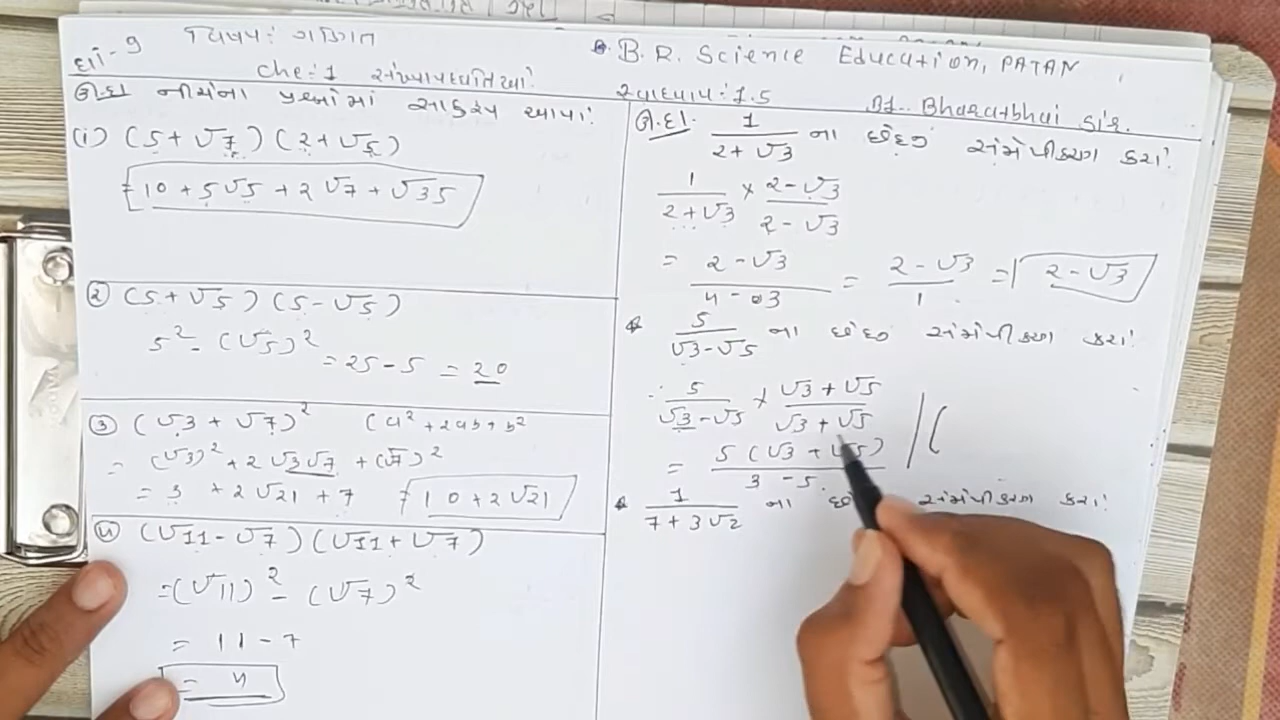 ધો-9 વિષય: ગણિત
B.R. Science Education, PATAN
Che:-1 સંખ્યાપદ્ધતિઓ
સ્વાધ્યાય: 1.5
By.. Bharatbhai
ઉ.દા નીચેના
આપો:
(i) (5+√7)(2+√5)
= 10 + 5√5 + 2√7 + √35
② (5+√5)(5-√5)
5² - (√5)² = 25 - 5 = 20
③ (√3 + √7)² (a² + 2ab + b²
= (√3)² + 2√3√7 + (√7)²
= 3 + 2√21 + 7 = 10 + 2√21
(√11 - √7)(√11 + √7)
= (√11)² - (√7)²
= 11 - 7
= 4
ઉ.દા. 1/(2+√3) ના છેદનું સંમેયીકરણ કરો.
1/(2+√3) × (2-√3)/(2-√3)
= (2-√3)/(4-3) = (2-√3)/1 = 2-√3
5/(√3-√5) ના છેદનું સંમેયીકરણ કરો.
5/(√3-√5) × (√3+√5)/(√3+√5)
= 5(√3+√5)/(3-5)
1/(7+3√2) ના સંમેયીકરણ કરો.